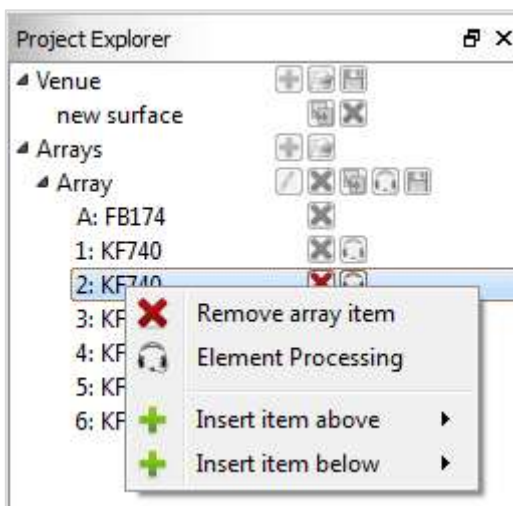 Project Explorer
Venue
new surface
Arrays
Array
A: FB174
1: KF740
2: KF740
3: KF
4: KF
5: KF
6: KF
Remove array item
Element Processing
Insert item above
Insert item below